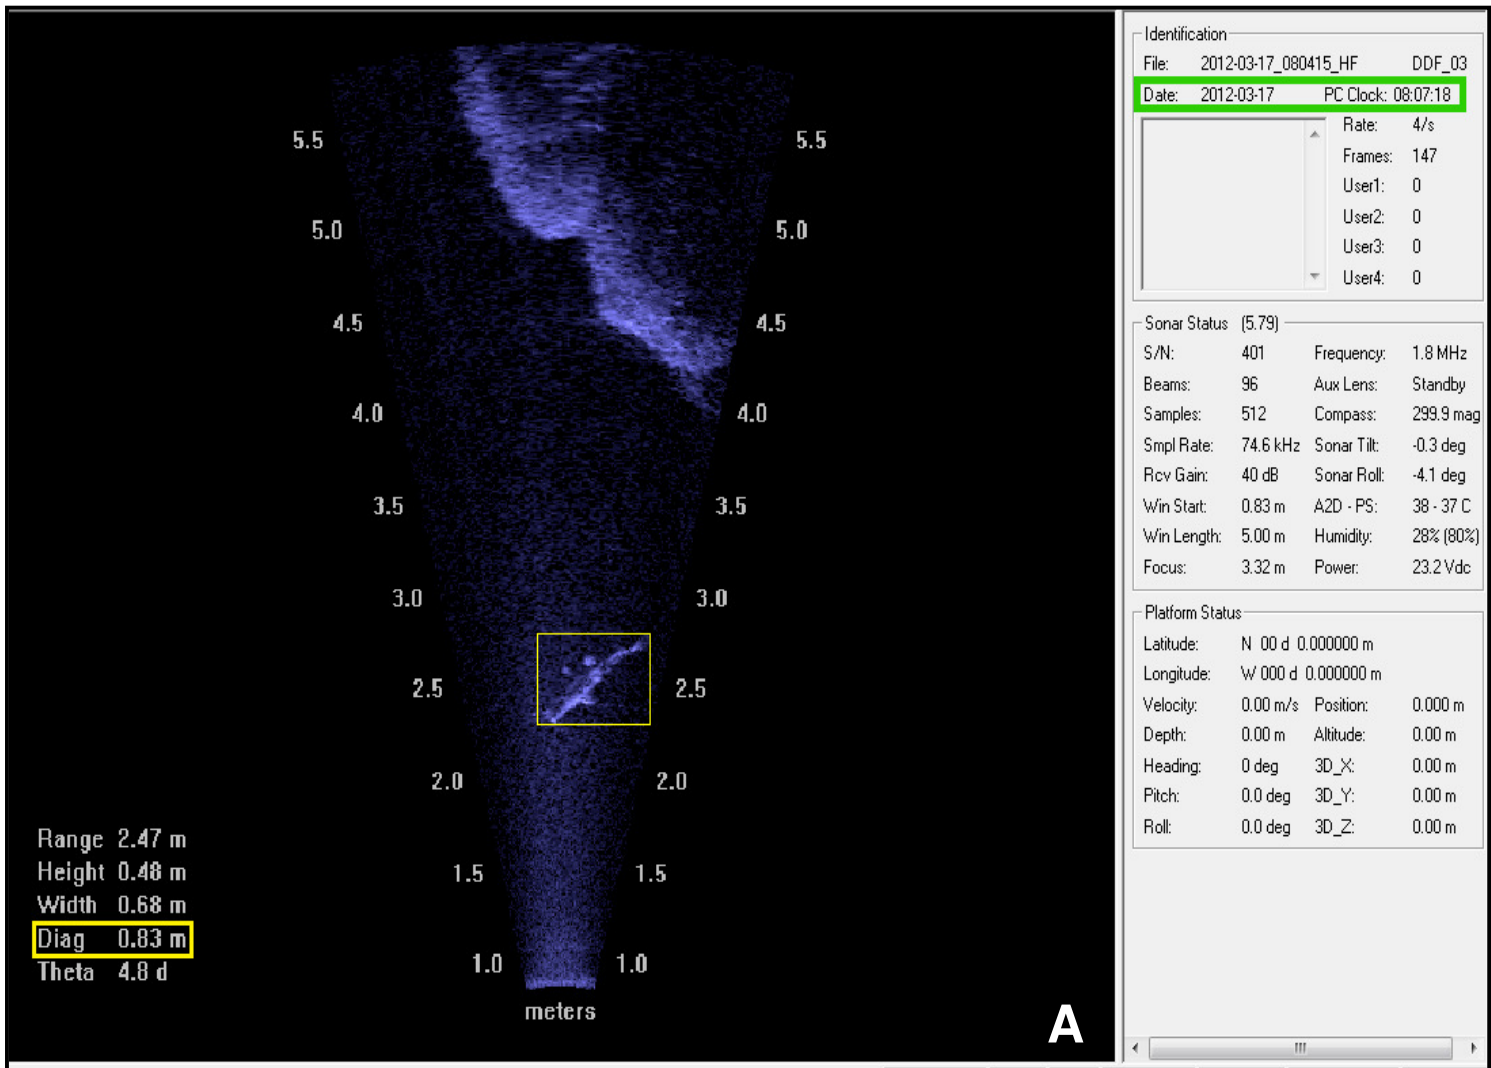 5.5 5.5
5.0 5.0
4.5 4.5
4.0 4.0
3.5 3.5
3.0 3.0
2.5 2.5
2.0 2.0
1.5 1.5
1.0 1.0
meters
Range 2.47 m
Height 0.48 m
Width 0.68 m
Diag 0.83 m
Theta 4.8 d
A
Identification
File: 2012-03-17_080415_HF DDF_03
Date: 2012-03-17 PC Clock: 08:07:18
Rate: 4/s
Frames: 147
User1: 0
User2: 0
User3: 0
User4: 0
Sonar Status (5.79)
S/N: 401 Frequency: 1.8 MHz
Beams: 96 Aux Lens: Standby
Samples: 512 Compass: 299.9 mag
Smpl Rate: 74.6 kHz Sonar Tilt: -0.3 deg
Rcv Gain: 40 dB Sonar Roll: -4.1 deg
Win Start: 0.83 m A2D - PS: 38 - 37 C
Win Length: 5.00 m Humidity: 28% (80%)
Focus: 3.32 m Power: 23.2 Vdc
Platform Status
Latitude: N 00 d 0.000000 m
Longitude: W 000 d 0.000000 m
Velocity: 0.00 m/s Position: 0.000 m
Depth: 0.00 m Altitude: 0.00 m
Heading: 0 deg 3D_X: 0.00 m
Pitch: 0.0 deg 3D_Y: 0.00 m
Roll: 0.0 deg 3D_Z: 0.00 m